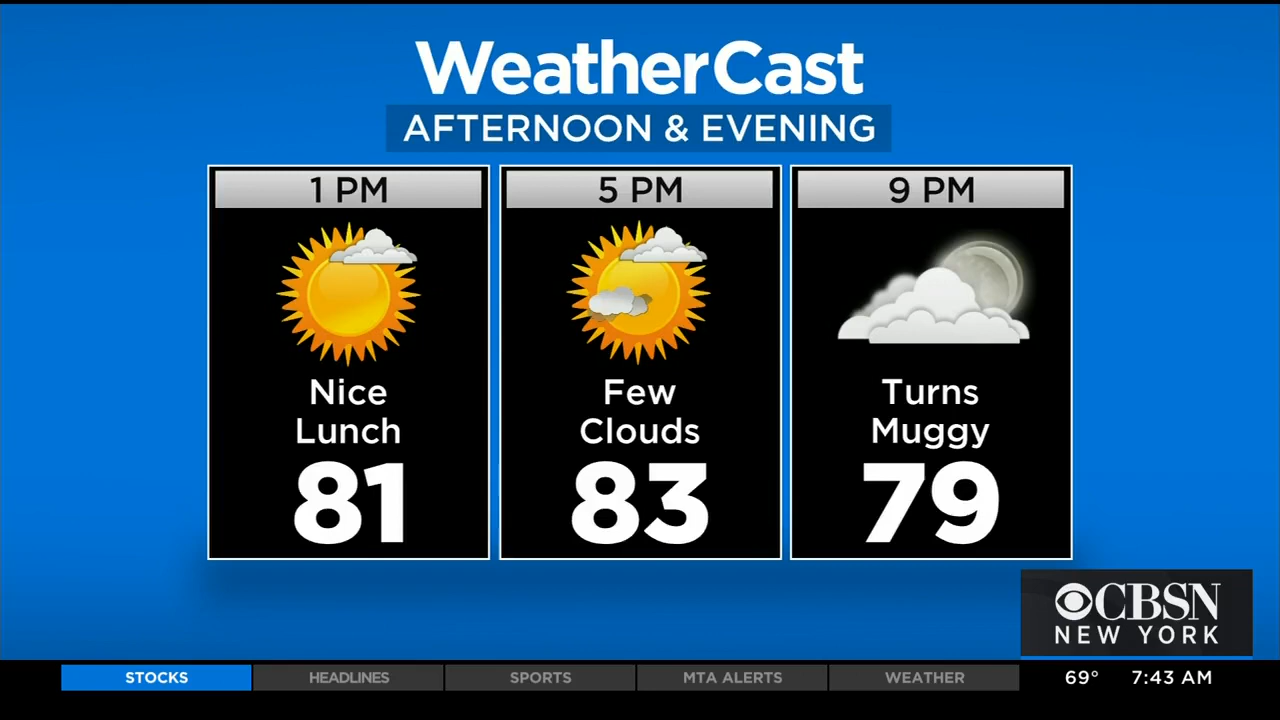 WeatherCast
AFTERNOON & EVENING
1 PM
Nice
Lunch
81
5 PM
Few
Clouds
83
9 PM
Turns
Muggy
79
CBSN
NEW YORK
STOCKS HEADLINES SPORTS MTA ALERTS WEATHER 69° 7:43 AM